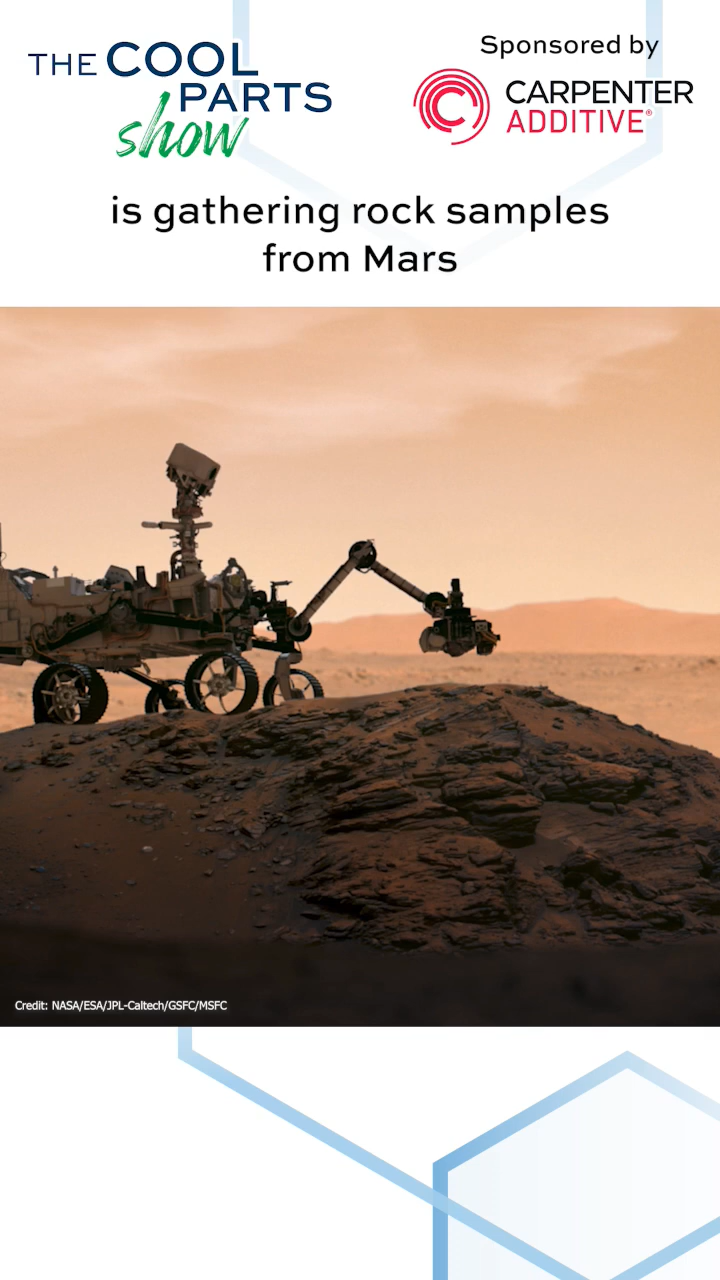 THE COOL
PARTS
show
Sponsored by
CARPENTER
ADDITIVE®
is gathering rock samples
from Mars
Credit: NASA/ESA/JPL-Caltech/GSFC/MSFC